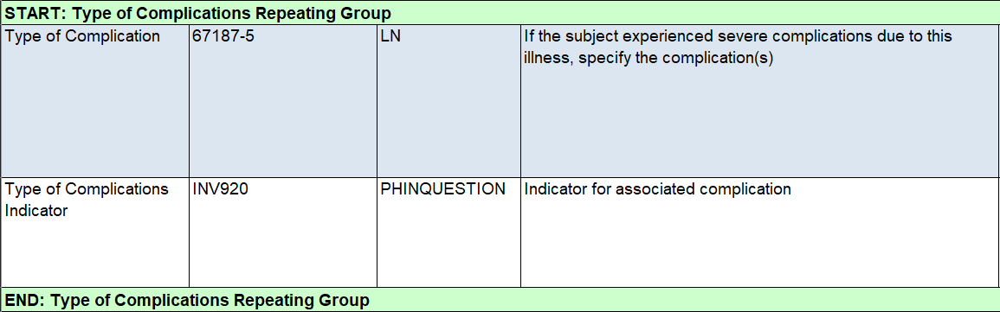 START: Type of Complications Repeating Group
Type of Complication 67187-5 LN If the subject experienced severe complications due to this
illness, specify the complication(s)
Type of Complications INV920 PHINQUESTION Indicator for associated complication
Indicator
END: Type of Complications Repeating Group